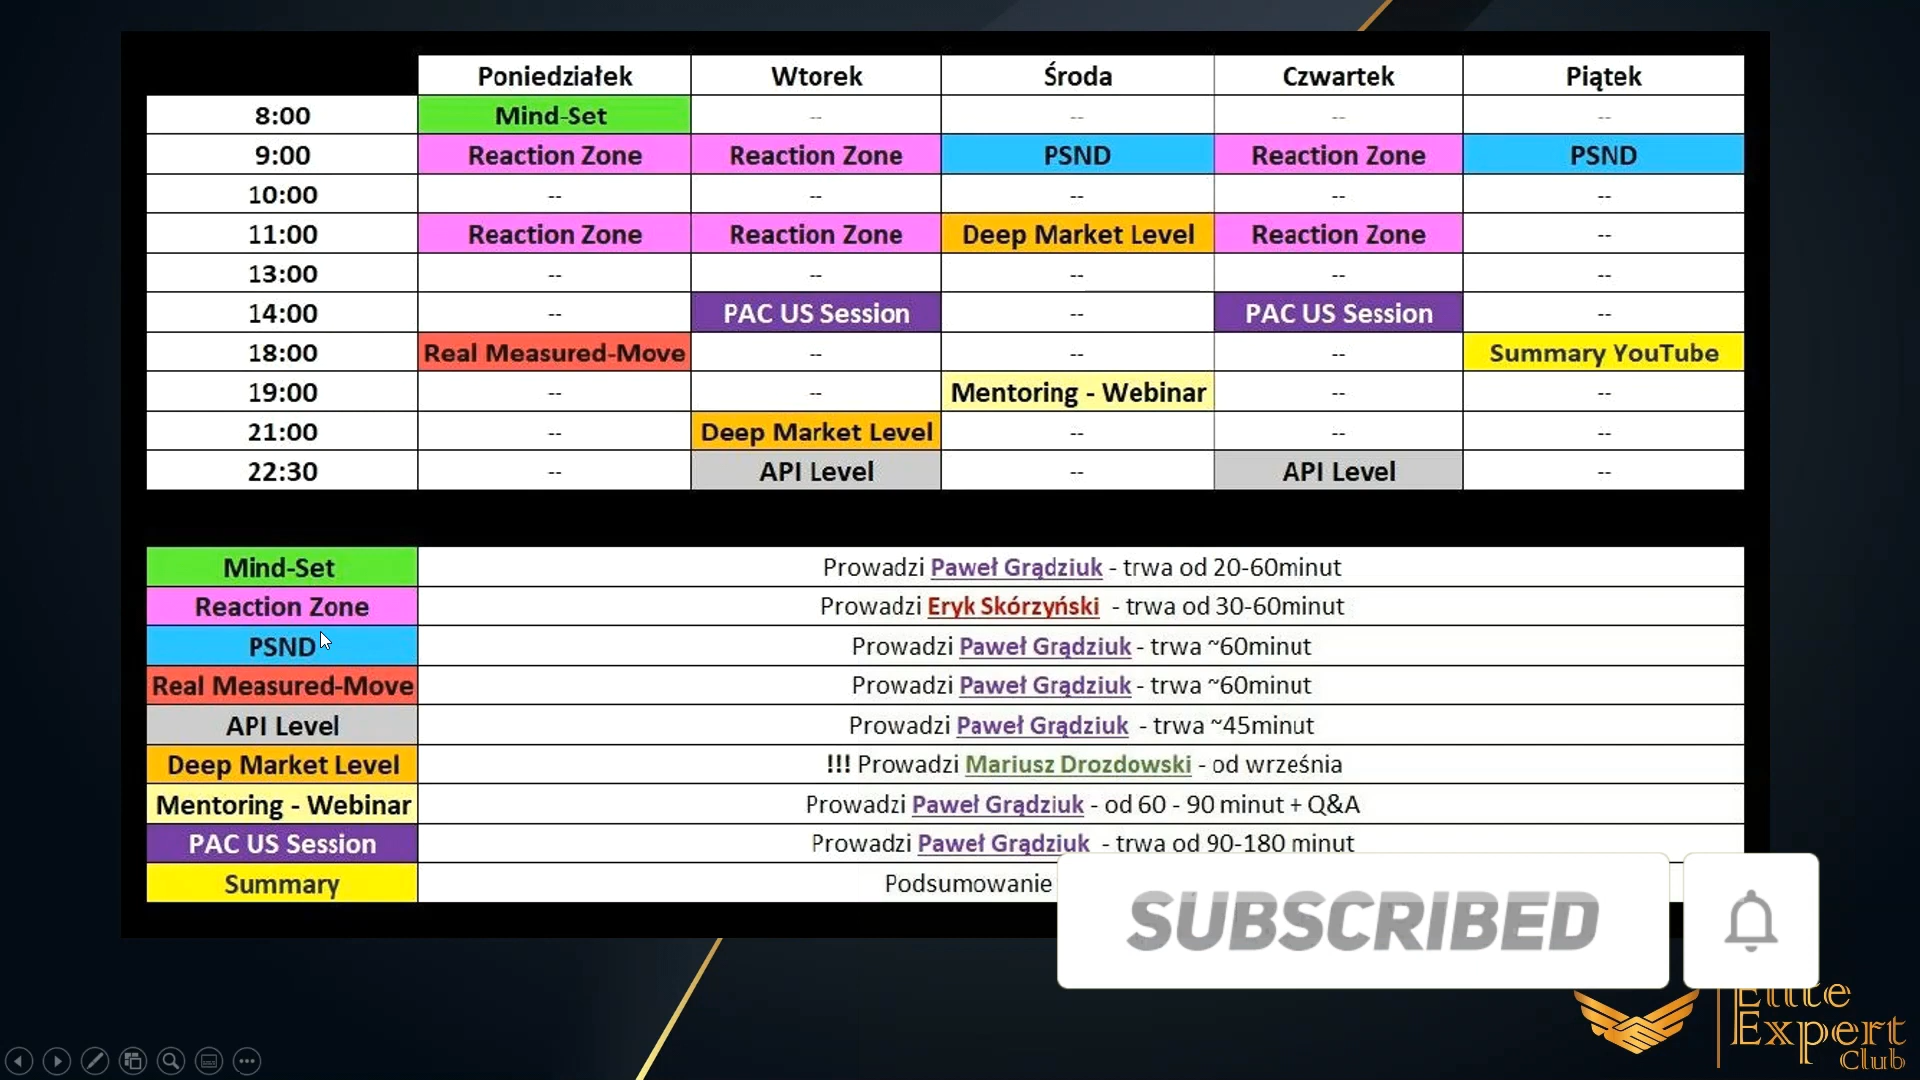 Poniedziałek Wtorek Środa Czwartek Piątek
8:00 Mind-Set -- -- -- --
9:00 Reaction Zone Reaction Zone PSND Reaction Zone PSND
10:00 -- -- -- -- --
11:00 Reaction Zone Reaction Zone Deep Market Level Reaction Zone --
13:00 -- -- -- -- --
14:00 -- PAC US Session -- PAC US Session --
18:00 Real Measured-Move -- -- -- Summary YouTube
19:00 -- -- Mentoring - Webinar -- --
21:00 -- Deep Market Level -- -- --
22:30 -- API Level -- API Level --
Mind-Set Prowadzi Paweł Grądziuk - trwa od 20-60minut
Reaction Zone Prowadzi Eryk Skórzyński - trwa od 30-60minut
PSND Prowadzi Paweł Grądziuk - trwa ~60minut
Real Measured-Move Prowadzi Paweł Grądziuk - trwa ~60minut
API Level Prowadzi Paweł Grądziuk - trwa ~45minut
Deep Market Level !!! Prowadzi Mariusz Drozdowski - od września
Mentoring - Webinar Prowadzi Paweł Grądziuk - od 60 - 90 minut + Q&A
PAC US Session Prowadzi Paweł Grądziuk - trwa od 90-180 minut
Summary Podsumowanie
SUBSCRIBED
Elite
Expert
Club